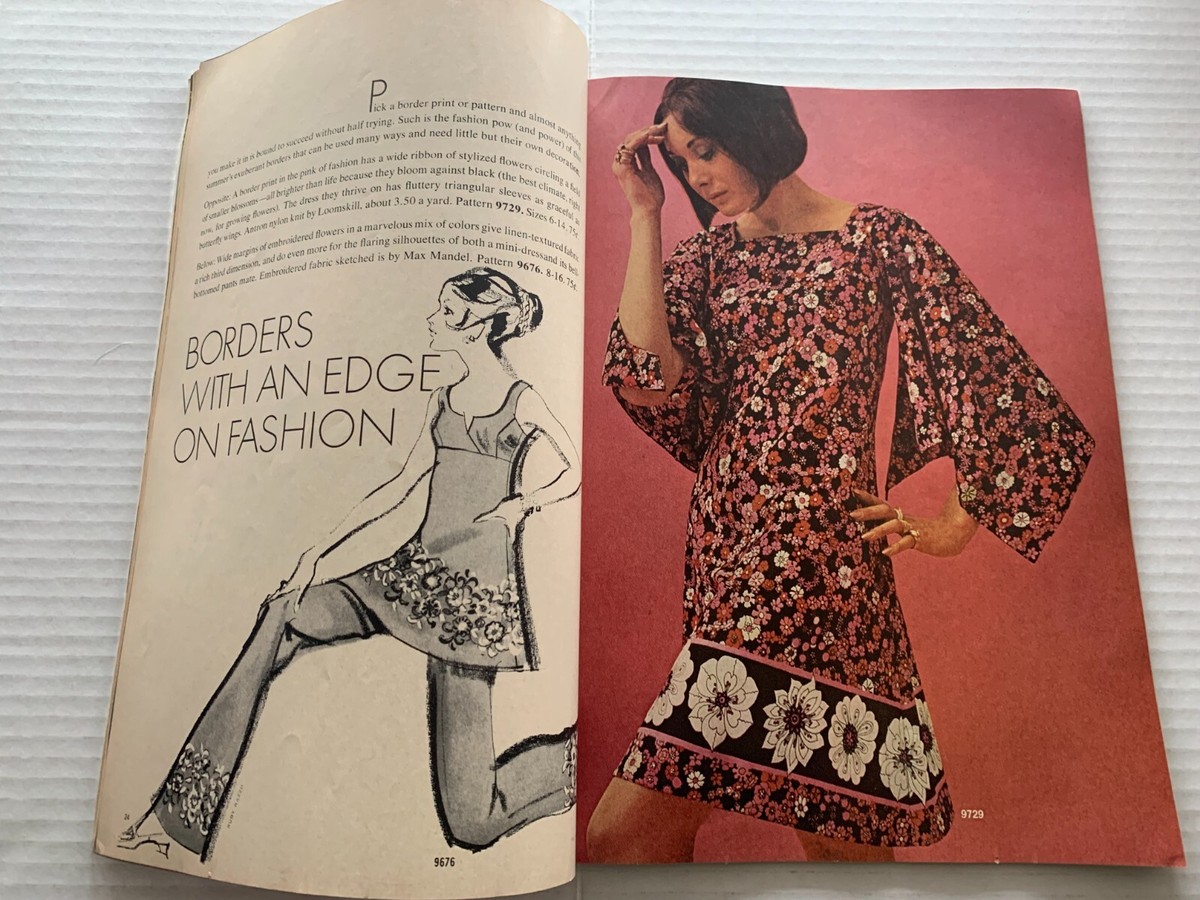 Pick a border print or pattern and almost anything
you make it in is bound to succeed without half trying. Such is the fashion pow (and power) of this
summer's exuberant borders that can be used many ways and need little but their own decoration.
Opposite: A border print in the pink of fashion has a wide ribbon of stylized flowers circling a field
of smaller blossoms—all brighter than life because they bloom against black (the best climate, right
now, for growing flowers). The dress they thrive on has fluttery triangular sleeves as graceful as
butterfly wings. Antron nylon knit by Loomskill, about 3.50 a yard. Pattern 9729. Sizes 6-14. 75¢.
Below: Wide margins of embroidered flowers in a marvelous mix of colors give linen-textured fabric
a rich third dimension, and do even more for the flaring silhouettes of both a mini-dress and its bell-
bottomed pants mate. Embroidered fabric sketched is by Max Mandel. Pattern 9676. 8-16. 75¢.
BORDERS
WITH AN EDGE
ON FASHION
9676
9729